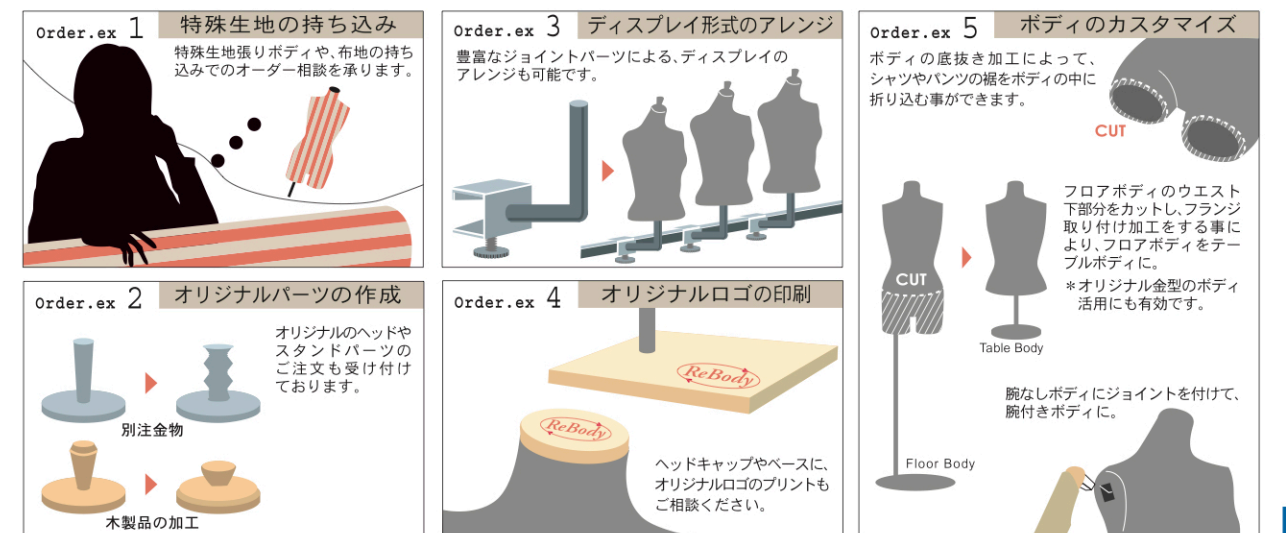 Order.ex 1 特殊生地の持ち込み
特殊生地張りボディや、布地の持ち
込みでのオーダー相談を承ります。
Order.ex 2 オリジナルパーツの作成
オリジナルのヘッドや
スタンドパーツの
ご注文も受け付け
ております。
別注金物
木製品の加工
Order.ex 3 ディスプレイ形式のアレンジ
豊富なジョイントパーツによる、ディスプレイの
アレンジも可能です。
Order.ex 4 オリジナルロゴの印刷
ReBody
ReBody
ヘッドキャップやベースに、
オリジナルロゴのプリントも
ご相談ください。
Order.ex 5 ボディのカスタマイズ
ボディの底抜き加工によって、
シャツやパンツの裾をボディの中に
折り込む事ができます。
CUT
フロアボディのウエスト
下部分をカットし、フランジ
取り付け加工をする事に
より、フロアボディをテー
ブルボディに。
＊オリジナル金型のボディ
活用にも有効です。
CUT
Table Body
Floor Body
腕なしボディにジョイントを付けて、
腕付きボディに。